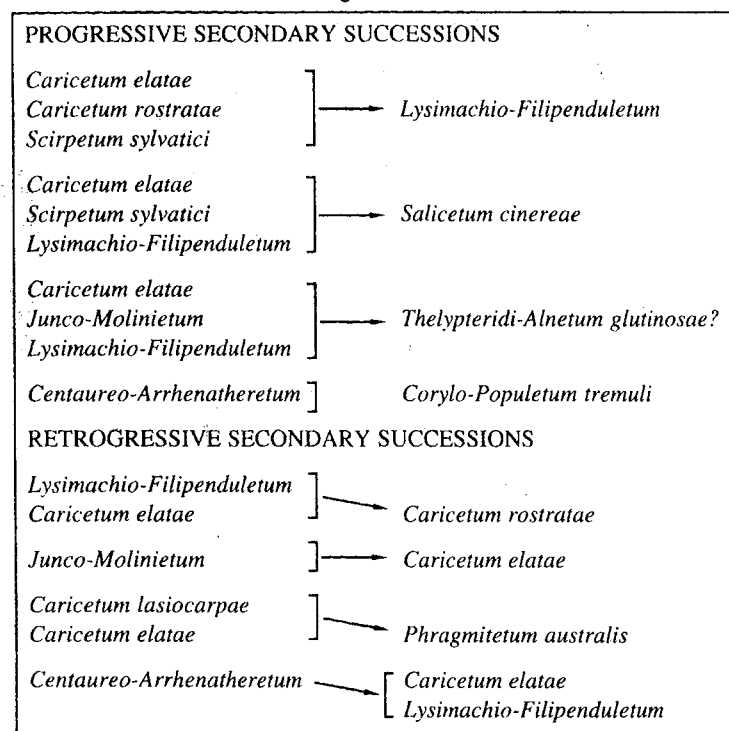 PROGRESSIVE SECONDARY SUCCESSIONS
Caricetum elatae
Caricetum rostratae
Scirpetum sylvatici
Lysimachio-Filipenduletum
Caricetum elatae
Scirpetum sylvatici
Lysimachio-Filipenduletum
Salicetum cinereae
Caricetum elatae
Junco-Molinietum
Lysimachio-Filipenduletum
Thelypteridi-Alnetum glutinosae?
Centaureo-Arrhenatheretum
Corylo-Populetum tremuli
RETROGRESSIVE SECONDARY SUCCESSIONS
Lysimachio-Filipenduletum
Caricetum elatae
Caricetum rostratae
Junco-Molinietum
Caricetum elatae
Caricetum lasiocarpae
Caricetum elatae
Phragmitetum australis
Centaureo-Arrhenatheretum
Caricetum elatae
Lysimachio-Filipenduletum